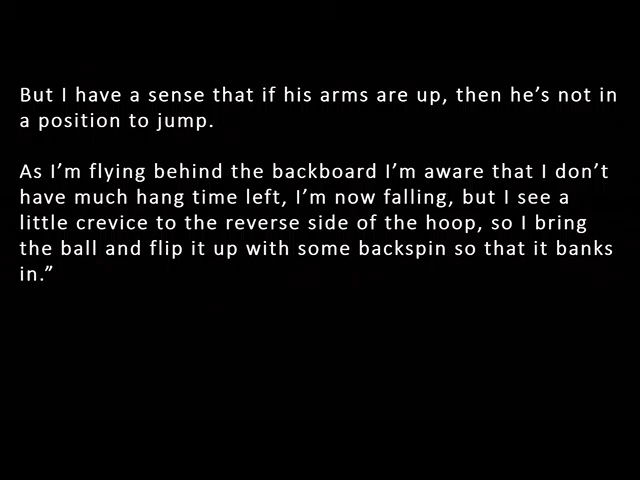 But I have a sense that if his arms are up, then he’s not in
a position to jump.
As I’m flying behind the backboard I’m aware that I don’t
have much hang time left, I’m now falling, but I see a
little crevice to the reverse side of the hoop, so I bring
the ball and flip it up with some backspin so that it banks
in.”